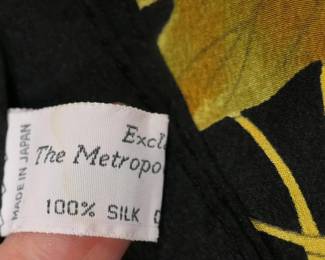 MADE IN JAPAN
Excl
The Metropo
100% SILK